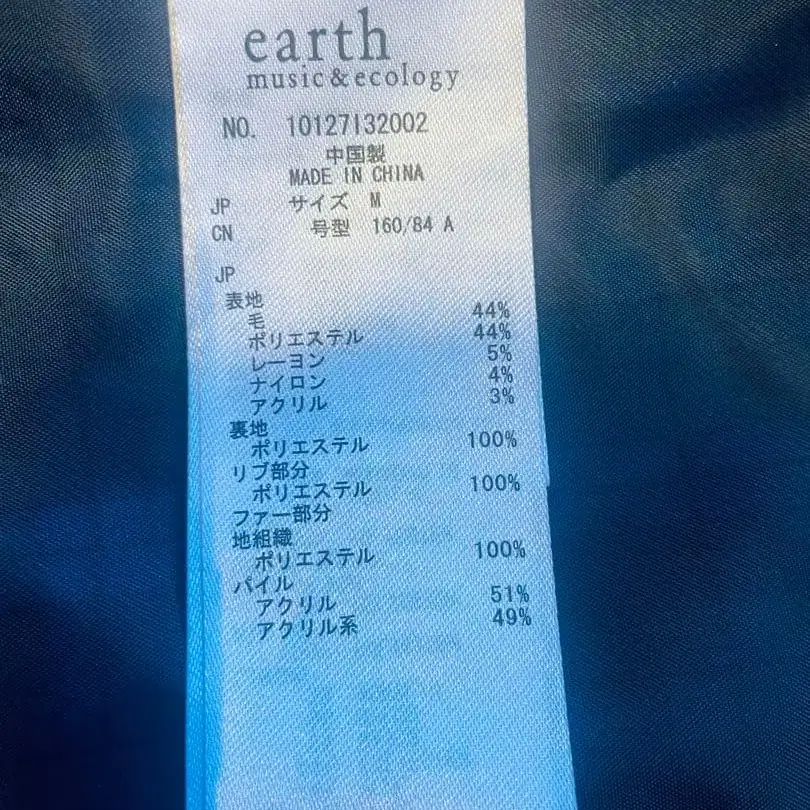 earth
music&ecology
NO. 10127132002
中国製
MADE IN CHINA
JP サイズ M
CN 号型 160/84 A
JP
表地
毛 44%
ポリエステル 44%
レーヨン 5%
ナイロン 4%
アクリル 3%
裏地
ポリエステル 100%
リブ部分
ポリエステル 100%
ファー部分
地組織
ポリエステル 100%
パイル
アクリル 51%
アクリル系 49%